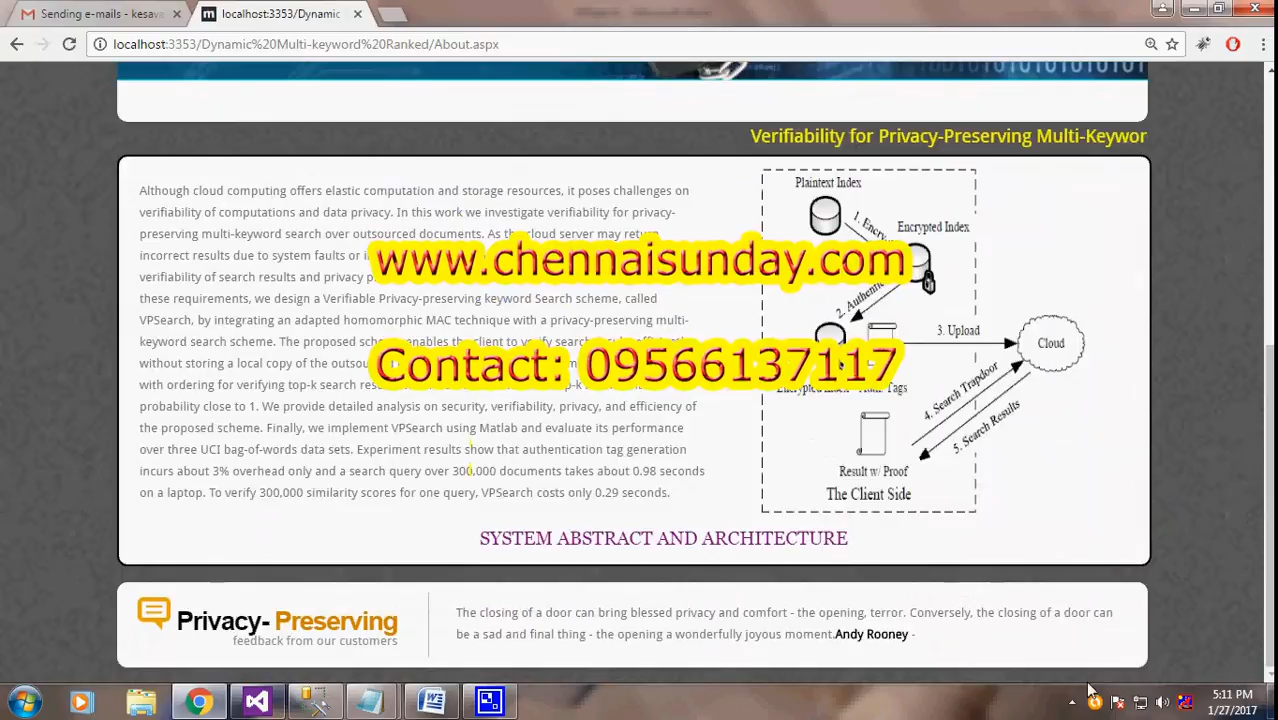 Sending e-mails - kesava
localhost:3353/Dynamic
localhost:3353/Dynamic%20Multi-keyword%20Ranked/About.aspx
Verifiability for Privacy-Preserving Multi-Keywor
Although cloud computing offers elastic computation and storage resources, it poses challenges on
verifiability of computations and data privacy. In this work we investigate verifiability for privacy-
preserving multi-keyword search over outsourced documents. As the cloud server may return
incorrect results due to system faults or i
verifiability of search results and privacy p
these requirements, we design a Verifiable Privacy-preserving keyword Search scheme, called
VPSearch, by integrating an adapted homomorphic MAC technique with a privacy-preserving multi-
keyword search scheme. The proposed scheme enables the client to verify search
without storing a local copy of the outsou
with ordering for verifying top-k search res
probability close to 1. We provide detailed analysis on security, verifiability, privacy, and efficiency of
the proposed scheme. Finally, we implement VPSearch using Matlab and evaluate its performance
over three UCI bag-of-words data sets. Experiment results show that authentication tag generation
incurs about 3% overhead only and a search query over 300,000 documents takes about 0.98 seconds
on a laptop. To verify 300,000 similarity scores for one query, VPSearch costs only 0.29 seconds.
www.chennaisunday.com
Contact: 09566137117
Plaintext Index
1. Encry
Encrypted Index
2. Authenti
3. Upload
Cloud
Tags
4. Search Trapdoor
5. Search Results
Result w/ Proof
The Client Side
SYSTEM ABSTRACT AND ARCHITECTURE
Privacy- Preserving
feedback from our customers
The closing of a door can bring blessed privacy and comfort - the opening, terror. Conversely, the closing of a door can
be a sad and final thing - the opening a wonderfully joyous moment.Andy Rooney -
5:11 PM
1/27/2017